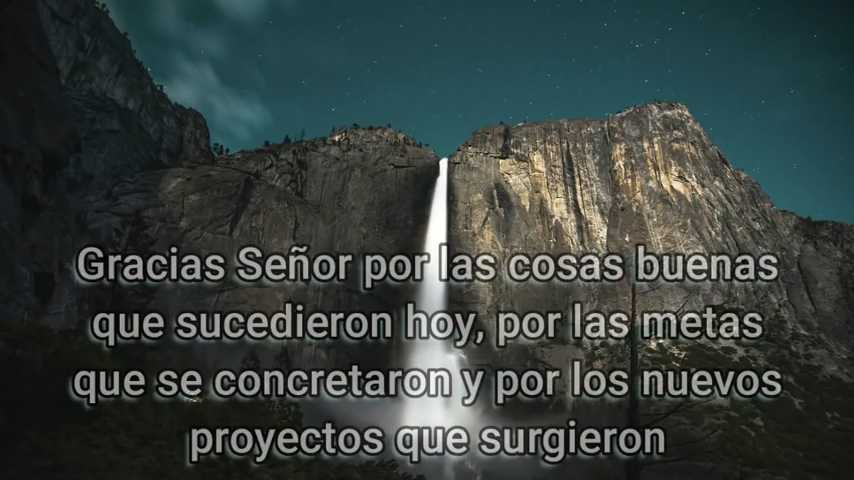 Gracias Señor por las cosas buenas
que sucedieron hoy, por las metas
que se concretaron y por los nuevos
proyectos que surgieron